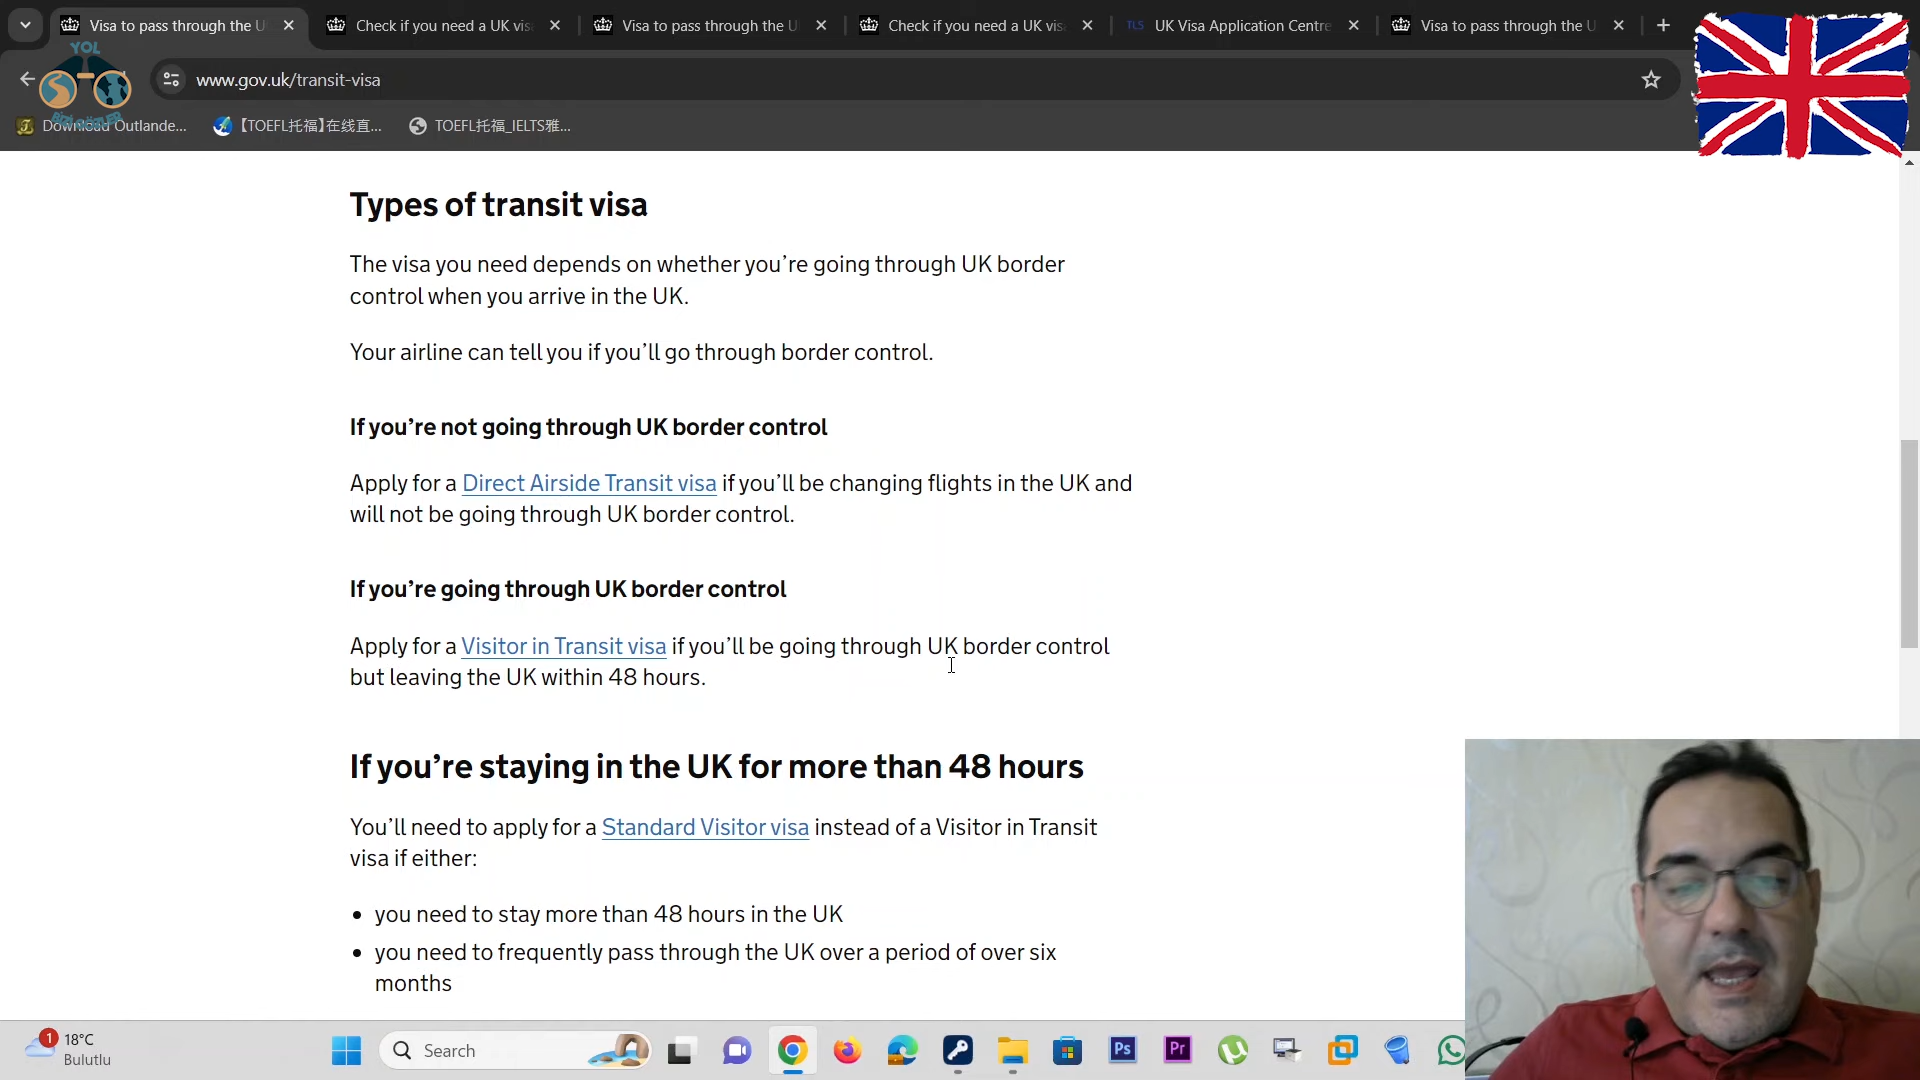 Visa to pass through the U
Check if you need a UK vis
Visa to pass through the U
Check if you need a UK vis
TLS UK Visa Application Centre
Visa to pass through the U
YOL
BİZİ GÖZLER
www.gov.uk/transit-visa
Download Outlande...
【TOEFL托福】在线直...
TOEFL托福_IELTS雅...
Types of transit visa
The visa you need depends on whether you’re going through UK border
control when you arrive in the UK.
Your airline can tell you if you’ll go through border control.
If you’re not going through UK border control
Apply for a Direct Airside Transit visa if you’ll be changing flights in the UK and
will not be going through UK border control.
If you’re going through UK border control
Apply for a Visitor in Transit visa if you’ll be going through UK border control
but leaving the UK within 48 hours.
If you’re staying in the UK for more than 48 hours
You’ll need to apply for a Standard Visitor visa instead of a Visitor in Transit
visa if either:
• you need to stay more than 48 hours in the UK
• you need to frequently pass through the UK over a period of over six
months
1
18°C
Bulutlu
Search
Ps
Pr